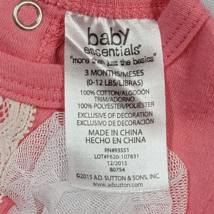 baby
essentials®
"more than just the basics"
3 MONTHS/MESES
(0-12 LBS/LIBRAS)
100% COTTON/ALGODÓN
TRIM/ADORNO
100% POLYESTER/POLIÉSTER
EXCLUSIVE OF DECORATION
EXCLUSIVO DE DECORACIÓN
MADE IN CHINA
HECHO EN CHINA
RN#93551
LOT#F620-107831
12/2015
80754
©2015 A.D. SUTTON & SONS, INC.
www.adsutton.com